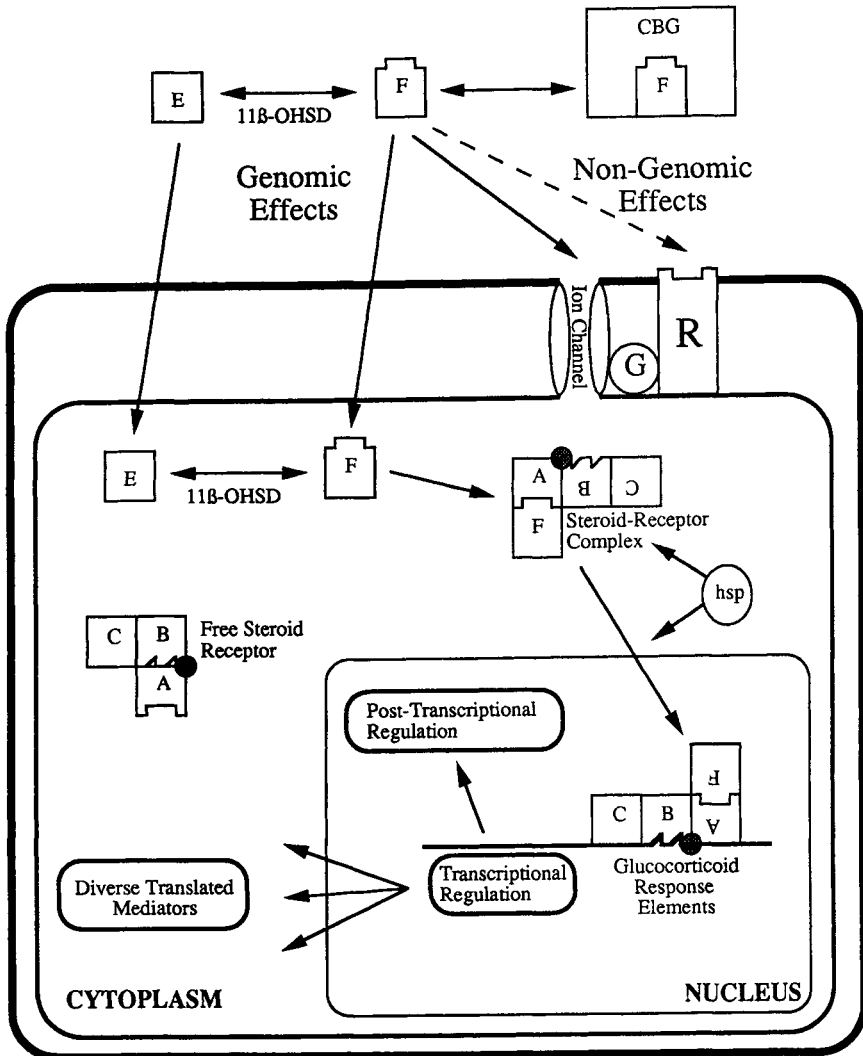 CBG
E
11ß-OHSD
F
F
Genomic
Effects
Non-Genomic
Effects
Ion Channel
G
R
E
11ß-OHSD
F
A
B
C
F
Steroid-Receptor
Complex
hsp
C
B
A
Free Steroid
Receptor
Post-Transcriptional
Regulation
F
C
B
A
Diverse Translated
Mediators
Transcriptional
Regulation
Glucocorticoid
Response
Elements
CYTOPLASM
NUCLEUS